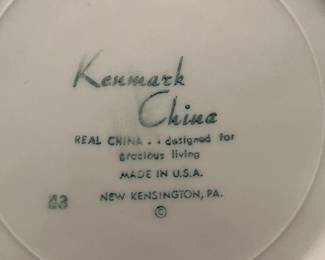 Kenmark
China
REAL CHINA . . designed for
gracious living
MADE IN U.S.A.
43 NEW KENSINGTON, PA.
©